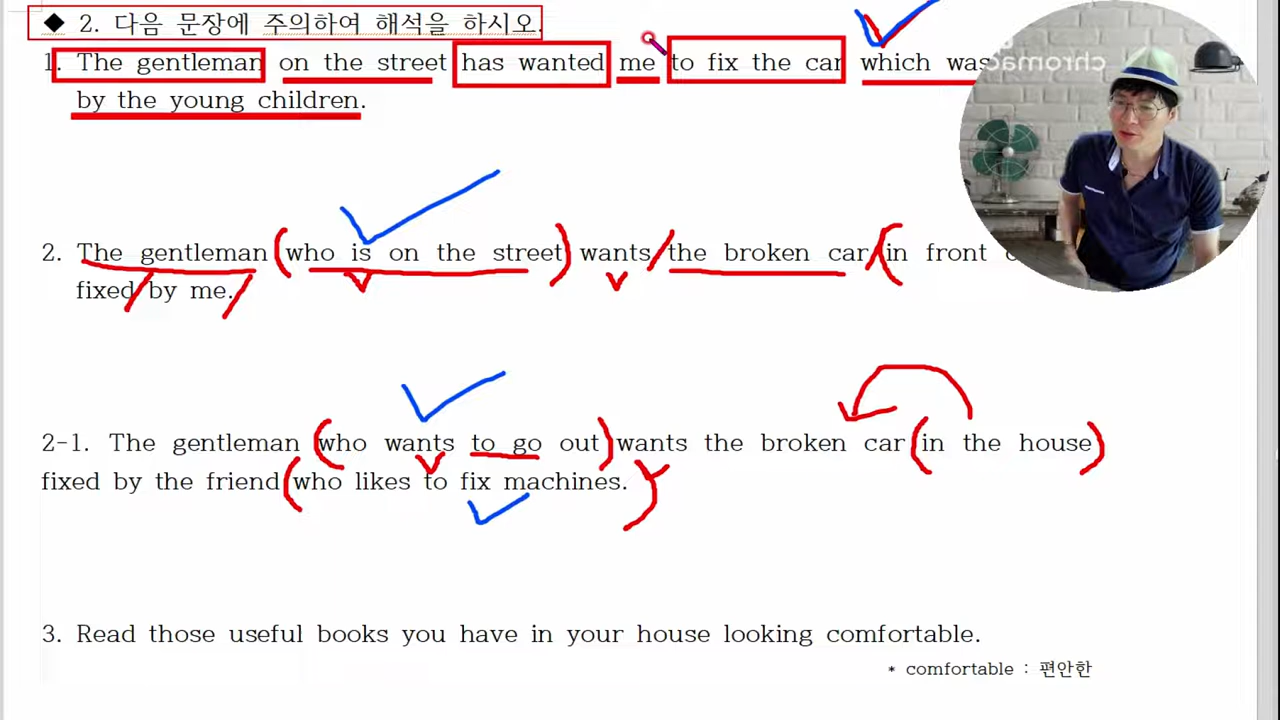 ◆ 2. 다음 문장에 주의하여 해석을 하시오.
1. The gentleman on the street has wanted me to fix the car which was
by the young children.
2. The gentleman (who is on the street) wants/the broken car/(in front
fixed/by me./
2-1. The gentleman (who wants to go out) wants the broken car (in the house)
fixed by the friend (who likes to fix machines.)
3. Read those useful books you have in your house looking comfortable.
* comfortable : 편안한